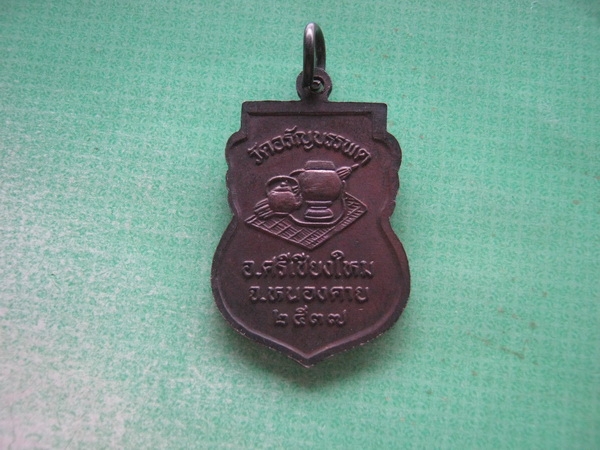 วัดอรัญบรรพต
อ.ศรีเชียงใหม่
จ.หนองคาย
๒๕๓๗